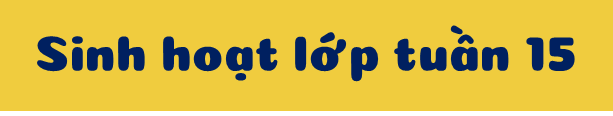 Sinh hoạt lớp tuần 15